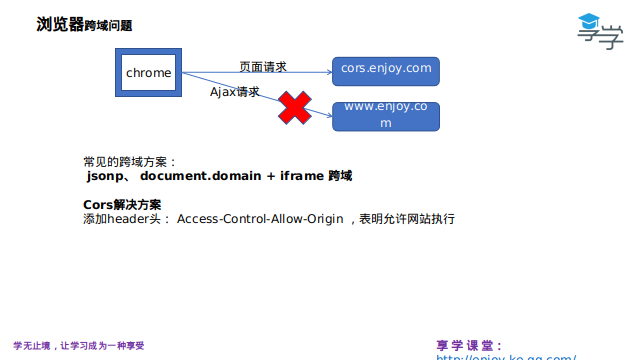 浏览器跨域问题
享学
chrome
页面请求
cors.enjoy.com
Ajax请求
www.enjoy.co
m
常见的跨域方案：
jsonp、 document.domain + iframe 跨域
Cors解决方案
添加header头： Access-Control-Allow-Origin ，表明允许网站执行
学无止境，让学习成为一种享受
享学课堂：
http://enjoy.ke.qq.com/